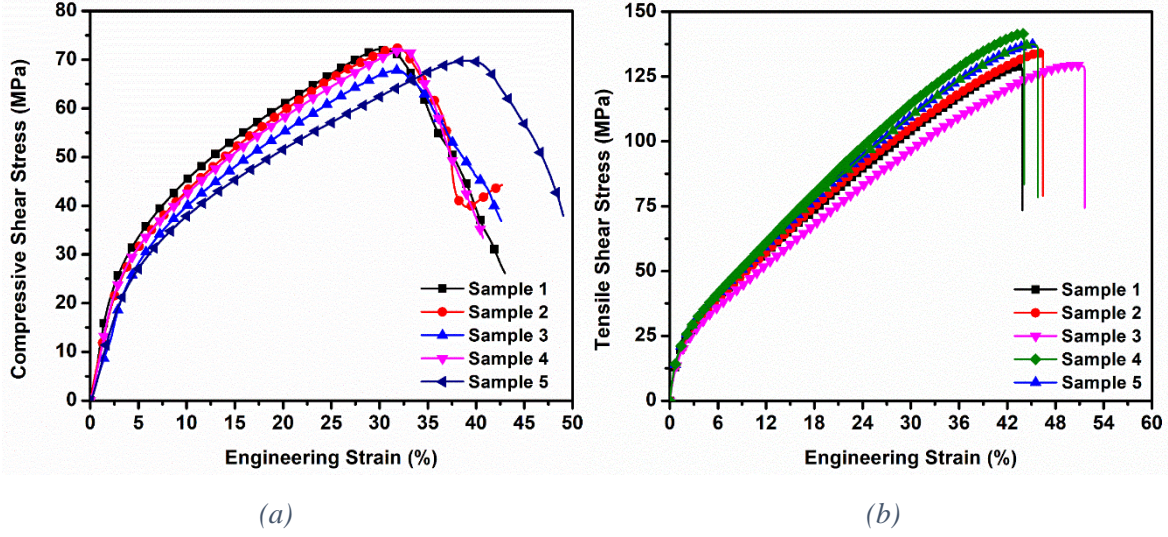 80
70
60
50
40
30
20
10
0
Compressive Shear Stress (MPa)
Sample 1
Sample 2
Sample 3
Sample 4
Sample 5
0 5 10 15 20 25 30 35 40 45 50
Engineering Strain (%)
(a)
150
125
100
75
50
25
0
Tensile Shear Stress (MPa)
Sample 1
Sample 2
Sample 3
Sample 4
Sample 5
0 6 12 18 24 30 36 42 48 54 60
Engineering Strain (%)
(b)